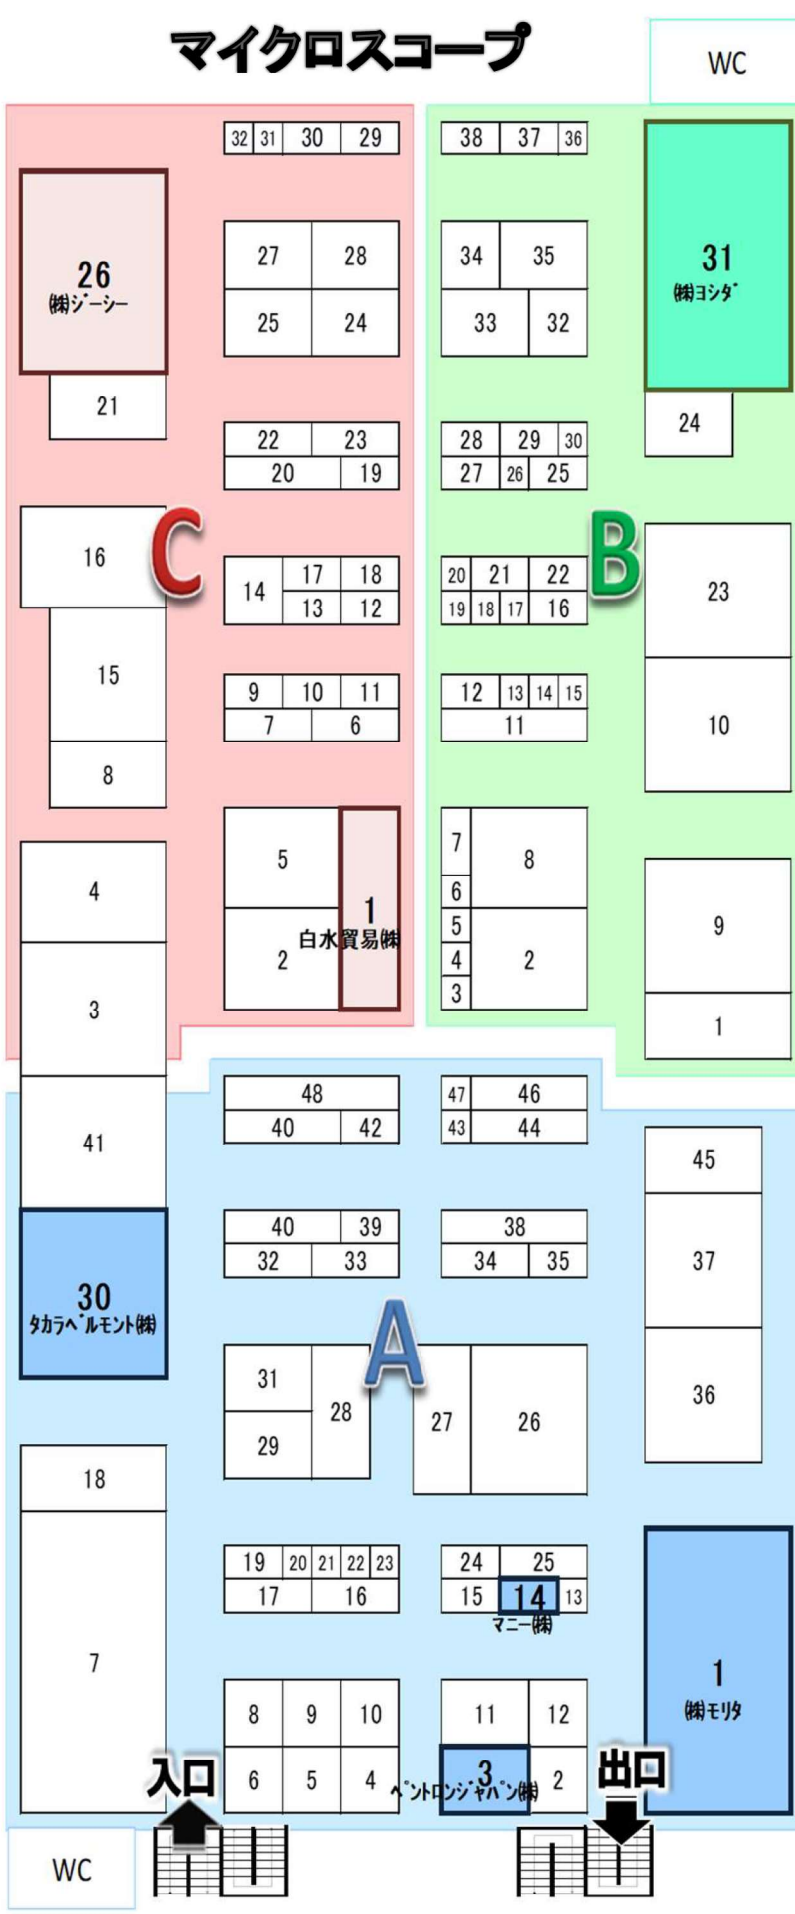 マイクロスコープ
WC
32 31 30 29
38 37 36
26
㈱ジーシー
27 28
34 35
31
㈱ヨシダ
25 24
33 32
21
24
22 23
28 29 30
20 19
27 26 25
16
C
B
14 17 18
20 21 22
23
13 12
19 18 17 16
15
9 10 11
12 13 14 15
10
7 6
11
8
5
7
8
4
6
9
1
白水貿易㈱
5
2
4
2
3
3
1
48
47 46
41
40 42
43 44
45
40 39
38
37
32 33
34 35
30
タカラベルモント㈱
A
31
28
27
26
36
29
18
19 20 21 22 23
24 25
17 16
15 14 13
マニー㈱
7
1
㈱モリタ
8 9 10
11 12
入口
6 5 4
3
ペントロンジャパン㈱
2
出口
WC